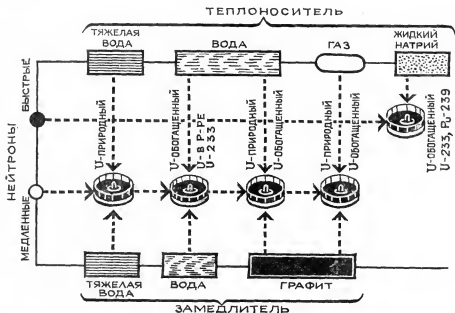 ТЕПЛОНОСИТЕЛЬ
ТЯЖЕЛАЯ
ВОДА
ВОДА
ГАЗ
ЖИДКИЙ
НАТРИЙ
НЕЙТРОНЫ
БЫСТРЫЕ
МЕДЛЕННЫЕ
U-ПРИРОДНЫЙ
U-ОБОГАЩЕННЫЙ
U-В Р-РЕ
U-233
U-ПРИРОДНЫЙ
U-ОБОГАЩЕННЫЙ
U-ПРИРОДНЫЙ
U-ОБОГАЩЕННЫЙ
U-ОБОГАЩЕННЫЙ
U-233, Pu-239
ТЯЖЕЛАЯ
ВОДА
ВОДА
ГРАФИТ
ЗАМЕДЛИТЕЛЬ